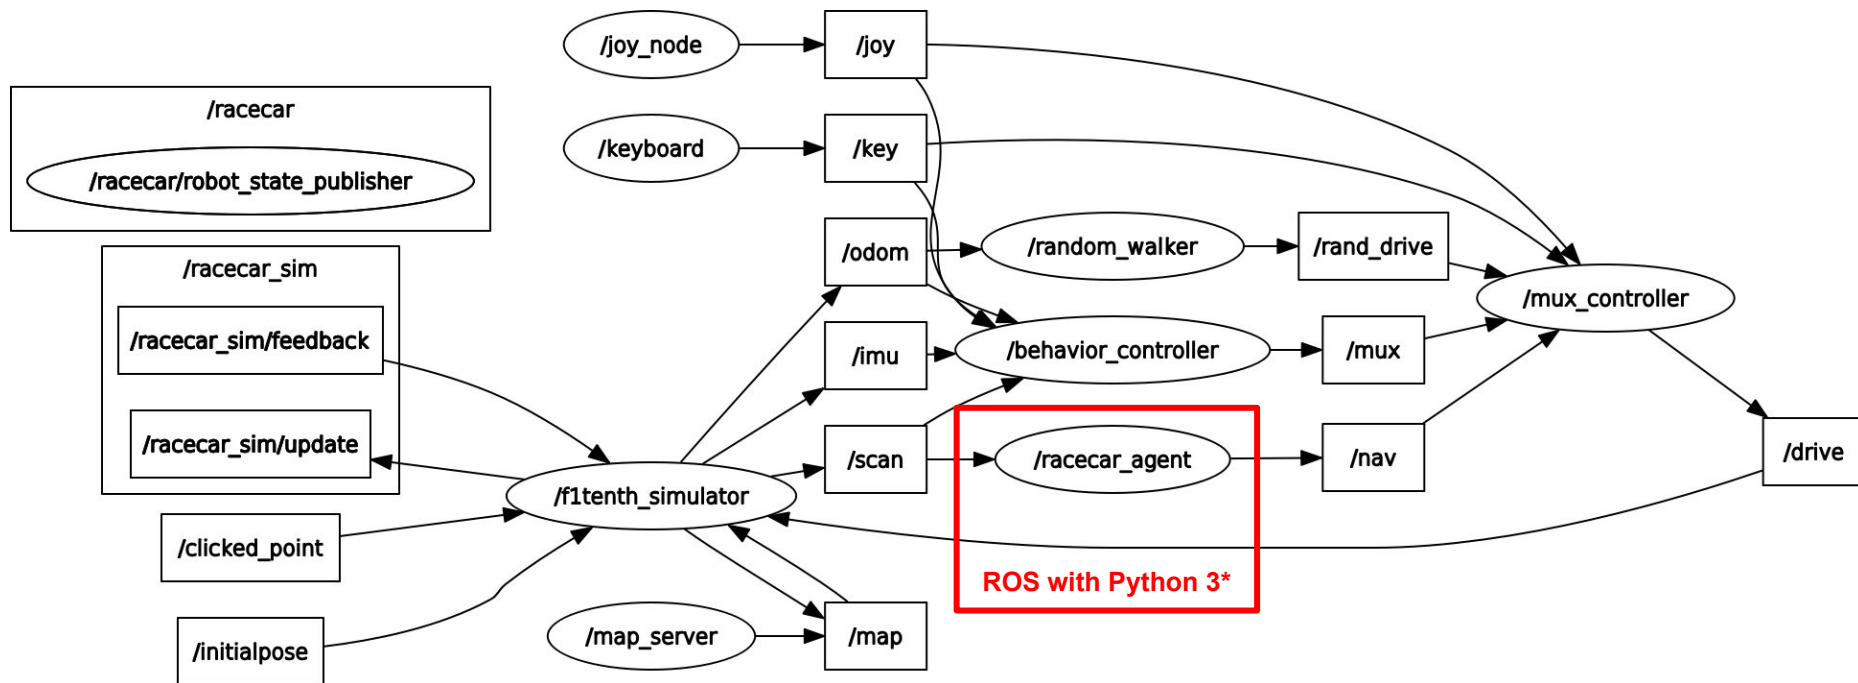 /joy_node
/joy
/racecar
/racecar/robot_state_publisher
/keyboard
/key
/odom
/random_walker
/rand_drive
/racecar_sim
/racecar_sim/feedback
/racecar_sim/update
/imu
/behavior_controller
/mux
/mux_controller
/scan
/racecar_agent
/nav
/drive
/f1tenth_simulator
/clicked_point
/initialpose
/map_server
/map
ROS with Python 3*